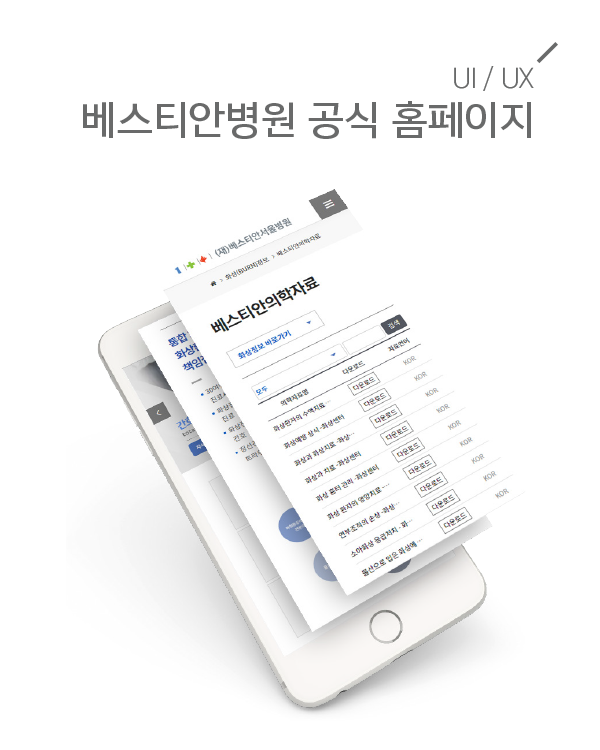 UI / UX
베스티안병원 공식 홈페이지
(재)베스티안서울병원
화상(BURN)정보 > 베스티안의학자료
베스티안의학자료
화상정보 바로가기
모두
검색
의학자료명 다운로드 자료언어
화상환자의 수액치료 ··· 다운로드 KOR
화상예방 상식 -화상센터 다운로드 KOR
화상과 화상치료 -화상··· 다운로드 KOR
화상과 치료 -화상센터 다운로드 KOR
화상 흉터 관리 -화상센터 다운로드 KOR
화상 환자의 영양치료 -··· 다운로드 KOR
연부조직의 손상 -화상··· 다운로드 KOR
소아화상 응급처치 - 화··· 다운로드 KOR
물선으로 입은 화상에 ··· 다운로드 KOR
통합
화상
책임